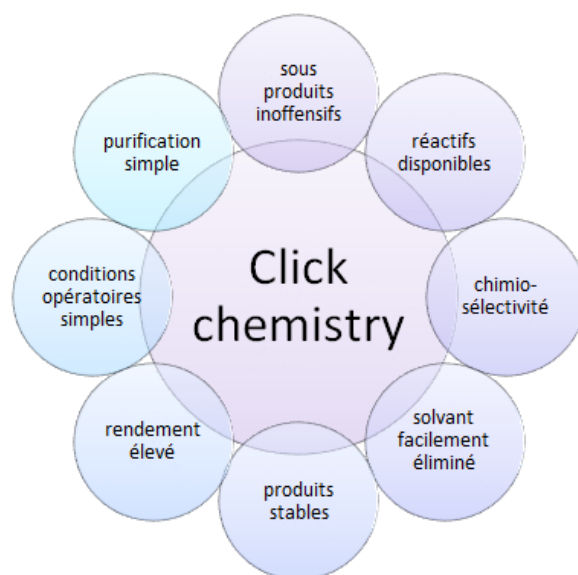 sous
produits
inoffensifs
réactifs
disponibles
chimio-
sélectivité
solvant
facilement
éliminé
produits
stables
rendement
élevé
conditions
opératoires
simples
purification
simple
Click
chemistry